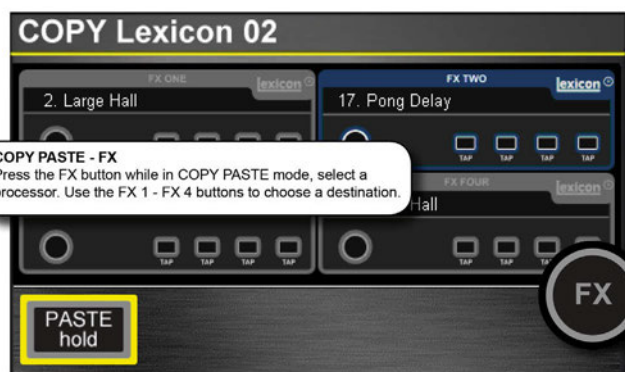 COPY Lexicon 02
FX ONE
lexicon
2. Large Hall
FX TWO
lexicon
17. Pong Delay
TAP TAP TAP TAP
COPY PASTE - FX
Press the FX button while in COPY PASTE mode, select a
processor. Use the FX 1 - FX 4 buttons to choose a destination.
FX FOUR
lexicon
Hall
TAP TAP TAP TAP
TAP TAP TAP TAP
PASTE
hold
FX